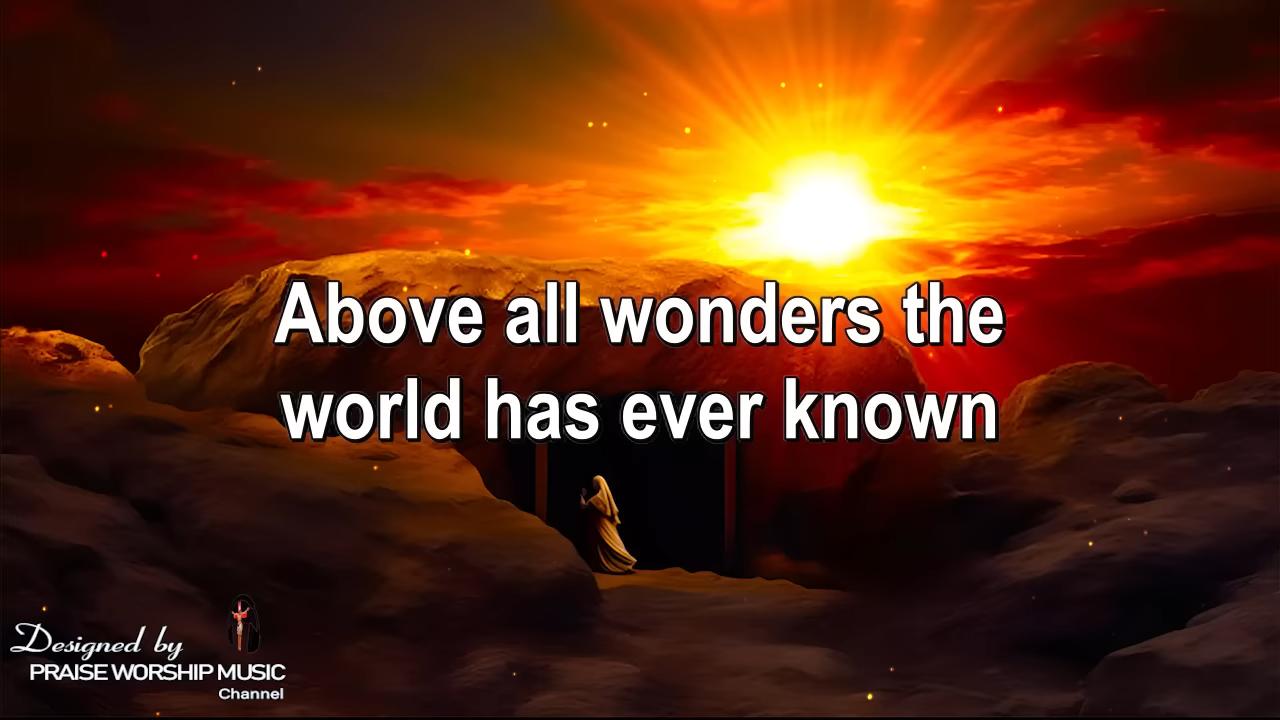 Above all wonders the
world has ever known
Designed by
PRAISE WORSHIP MUSIC
Channel